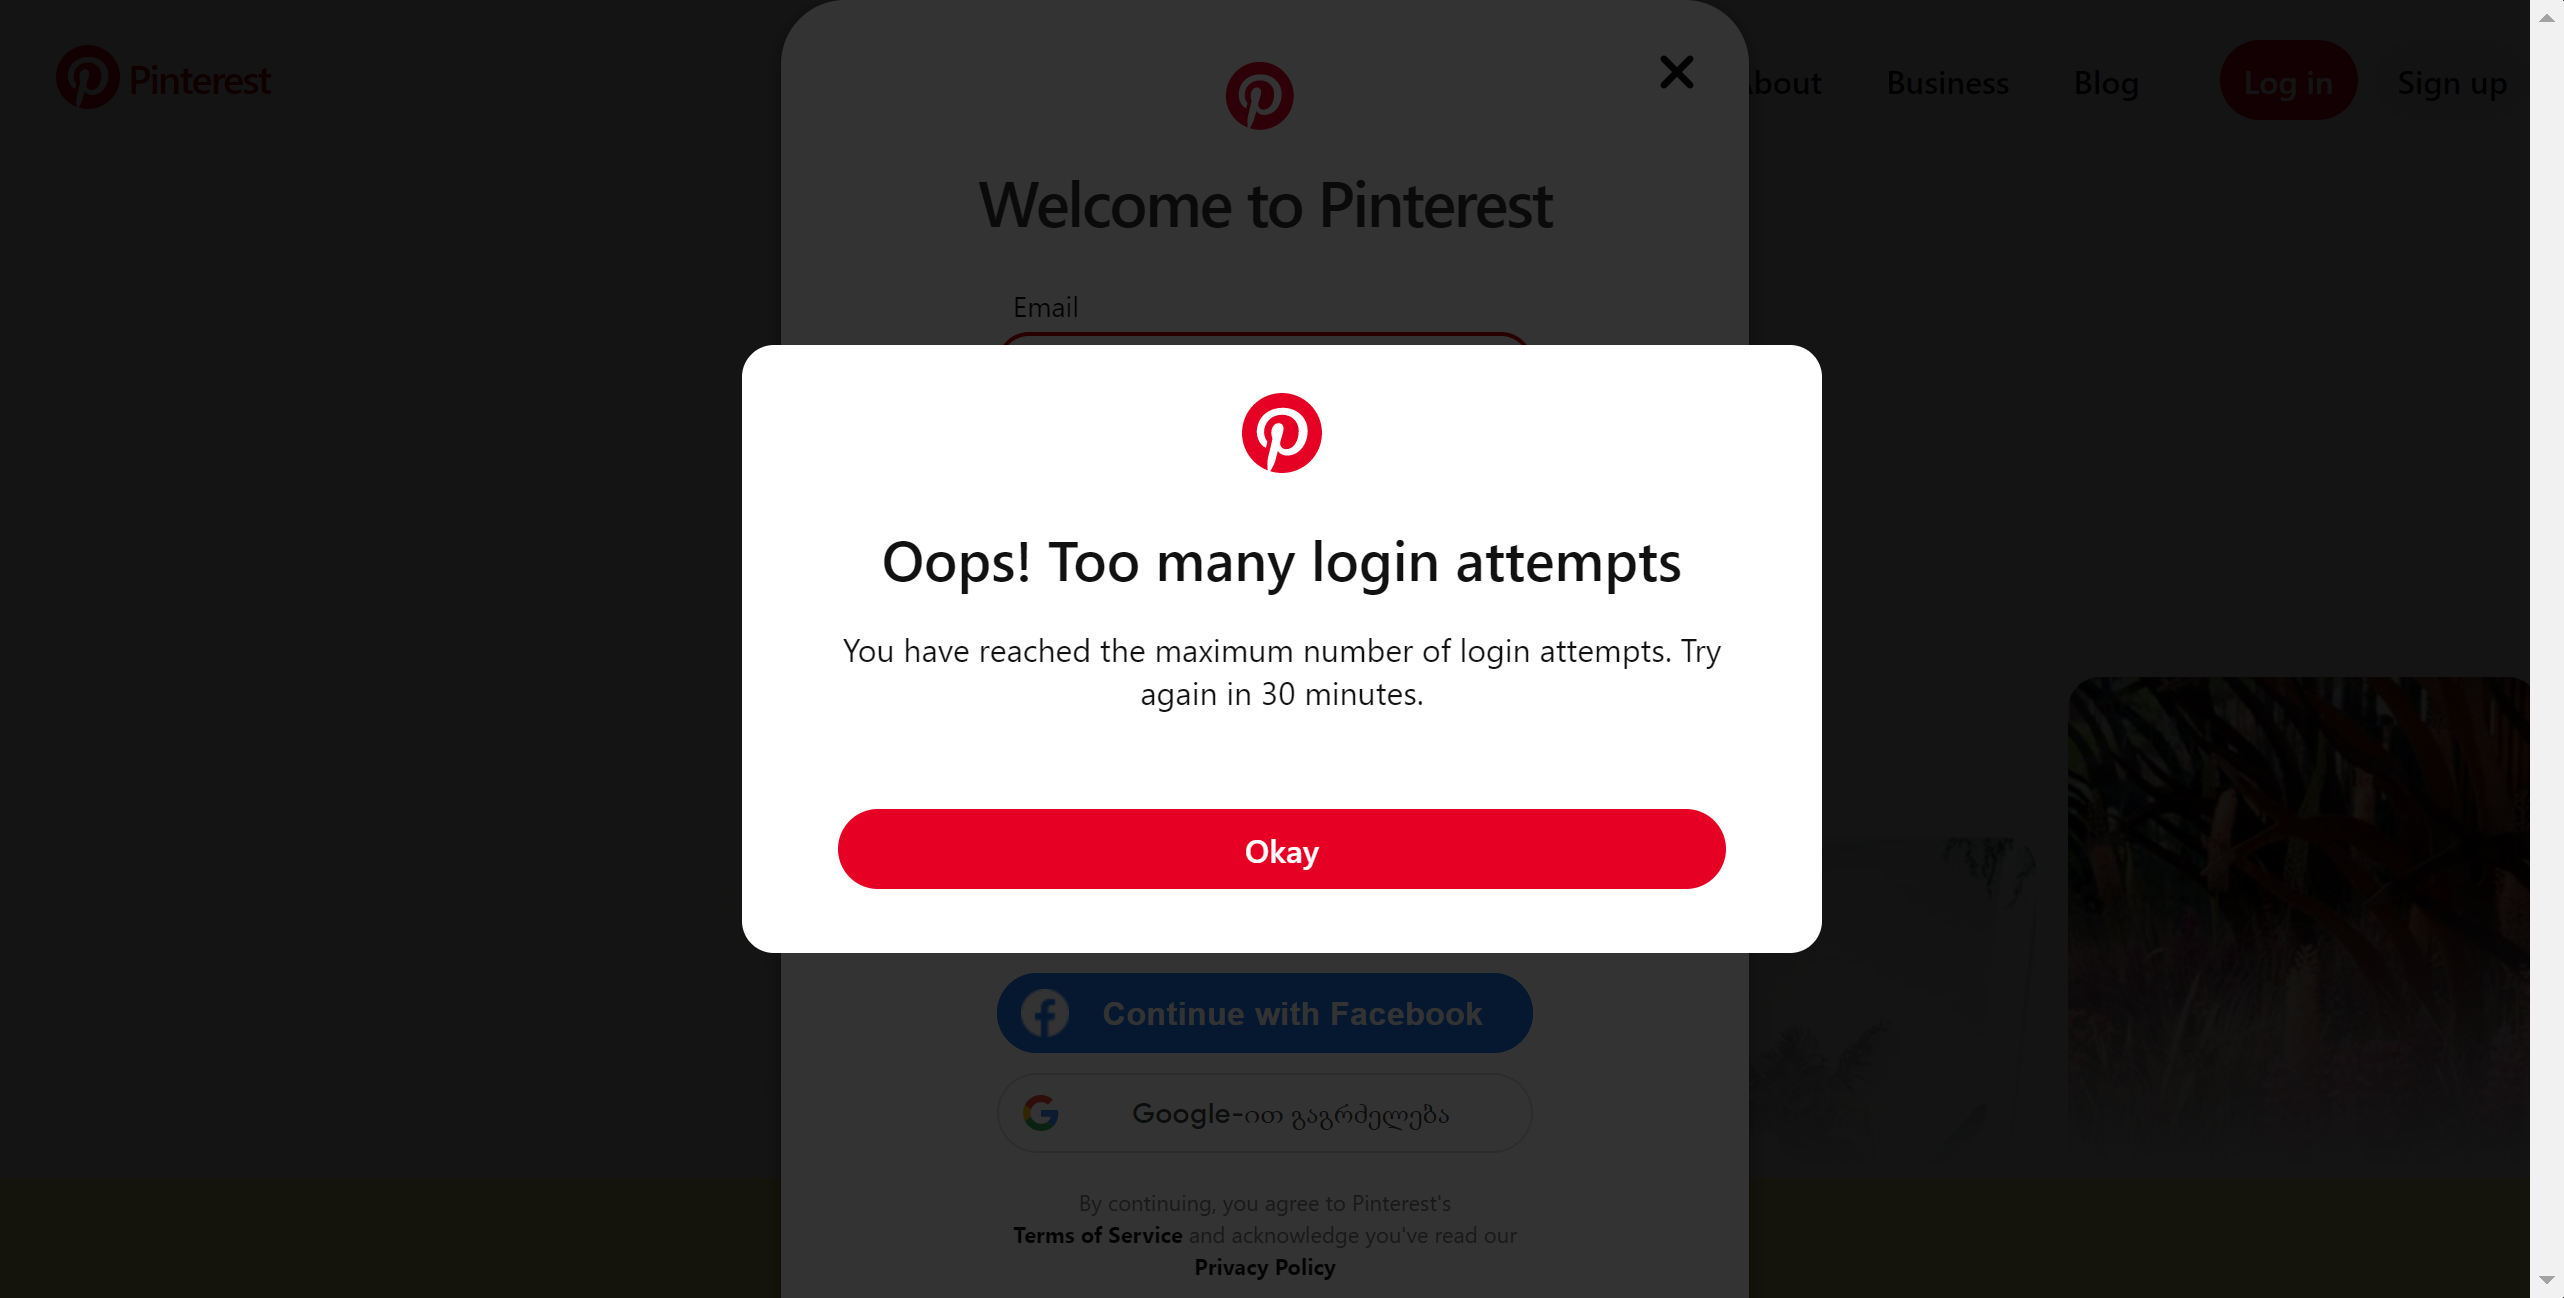 Pinterest
About
Business
Blog
Log in
Sign up
Welcome to Pinterest
Email
Oops! Too many login attempts
You have reached the maximum number of login attempts. Try
again in 30 minutes.
Okay
Continue with Facebook
Google-ით გაგრძელება
By continuing, you agree to Pinterest's
Terms of Service and acknowledge you've read our
Privacy Policy